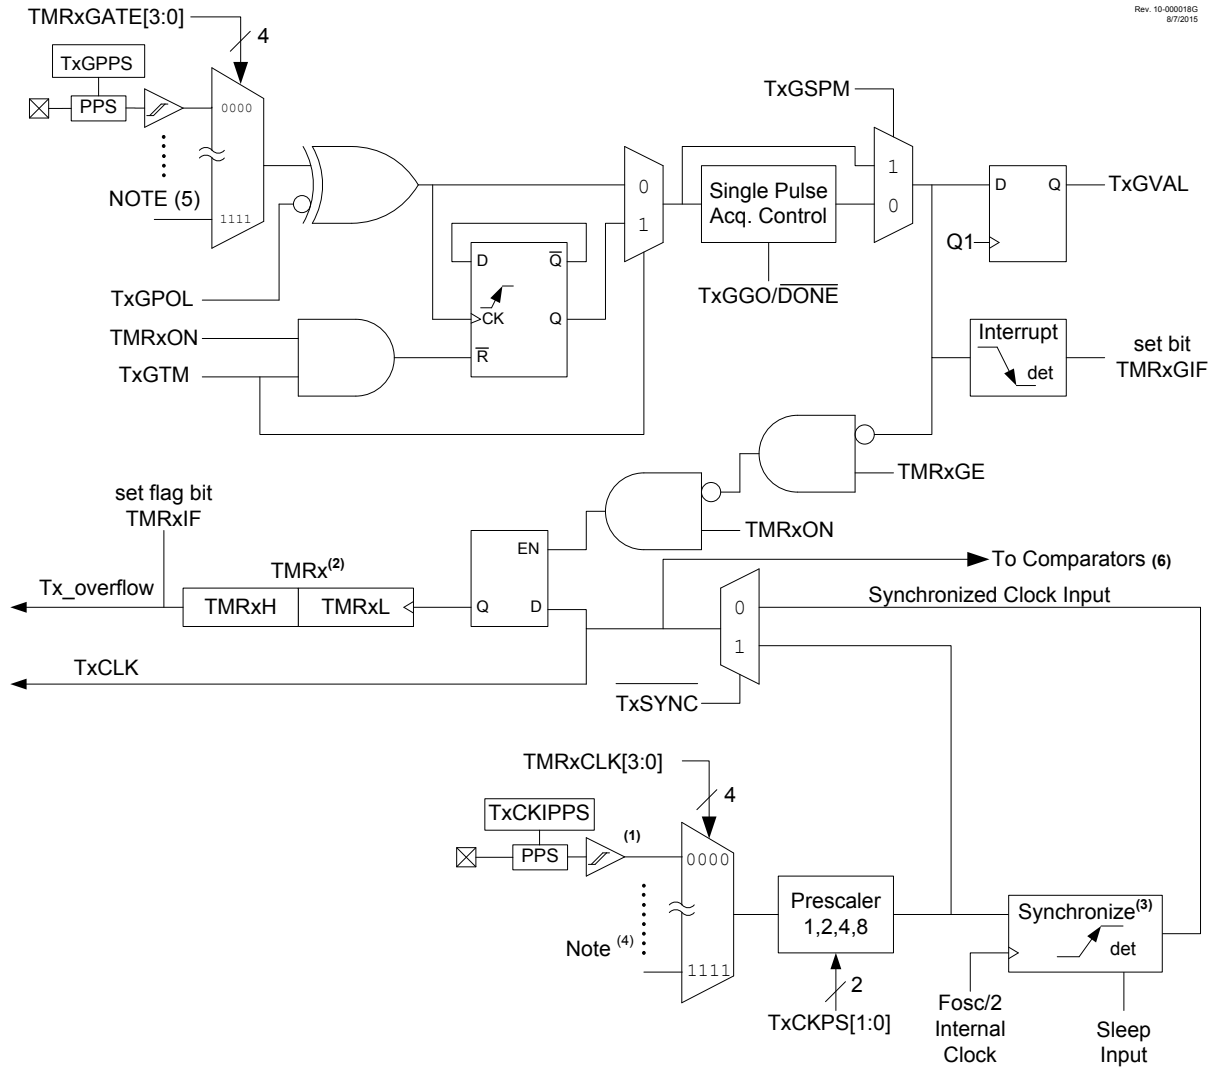 Rev. 10-000018G
8/7/2015
TMRxGATE[3:0]
4
TxGPPS
PPS
0000
NOTE (5)
1111
TxGPOL
TMRxON
TxGTM
D
Q̅
CK
Q
R̅
0
1
TxGSPM
Single Pulse
Acq. Control
TxGGO/D̅O̅N̅E̅
1
0
D
Q
Q1
TxGVAL
Interrupt
det
set bit
TMRxGIF
TMRxGE
TMRxON
set flag bit
TMRxIF
Tx_overflow
TMRx(2)
TMRxH
TMRxL
EN
Q
D
To Comparators (6)
0
1
Synchronized Clock Input
TxCLK
T̅x̅S̅Y̅N̅C̅
TMRxCLK[3:0]
4
TxCKIPPS
PPS
(1)
0000
Note (4)
1111
Prescaler
1,2,4,8
2
TxCKPS[1:0]
Synchronize(3)
det
Fosc/2
Internal
Clock
Sleep
Input